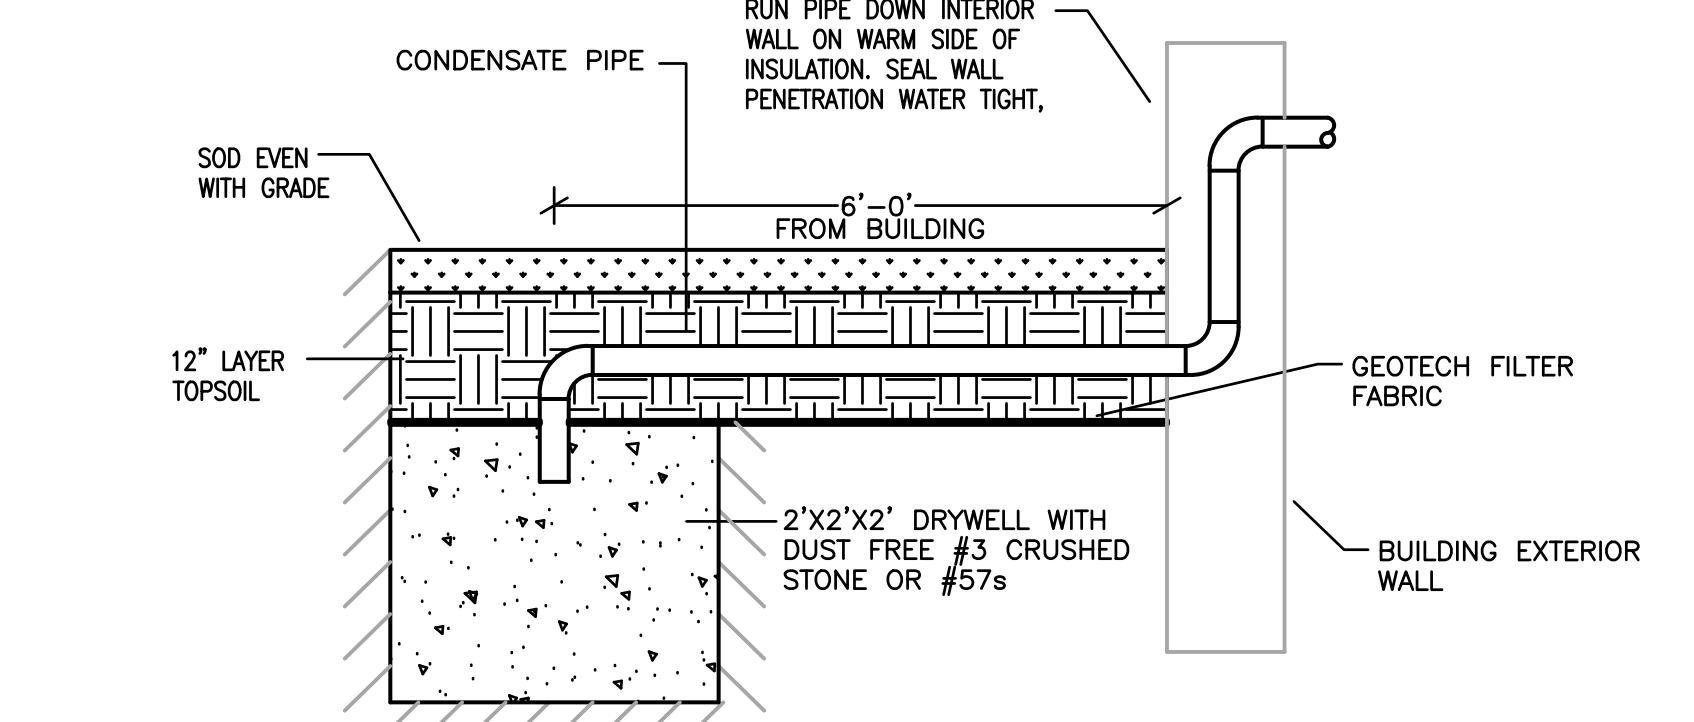 RUN PIPE DOWN INTERIOR
WALL ON WARM SIDE OF
INSULATION. SEAL WALL
PENETRATION WATER TIGHT,
CONDENSATE PIPE
SOD EVEN
WITH GRADE
6'-0'
FROM BUILDING
12" LAYER
TOPSOIL
GEOTECH FILTER
FABRIC
2'X2'X2' DRYWELL WITH
DUST FREE #3 CRUSHED
STONE OR #57s
BUILDING EXTERIOR
WALL